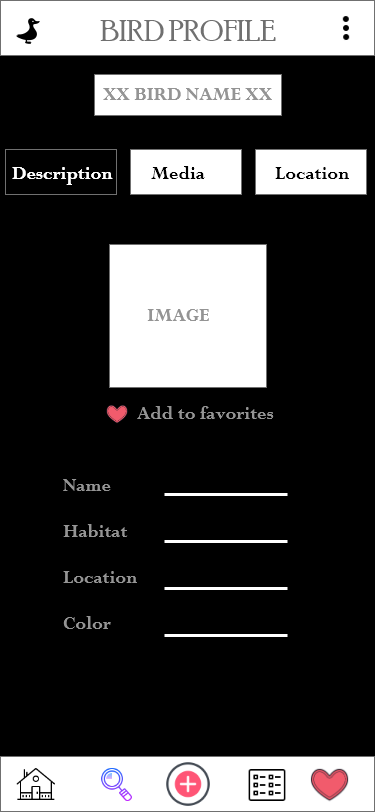 BIRD PROFILE
XX BIRD NAME XX
Description Media Location
IMAGE
Add to favorites
Name
Habitat
Location
Color